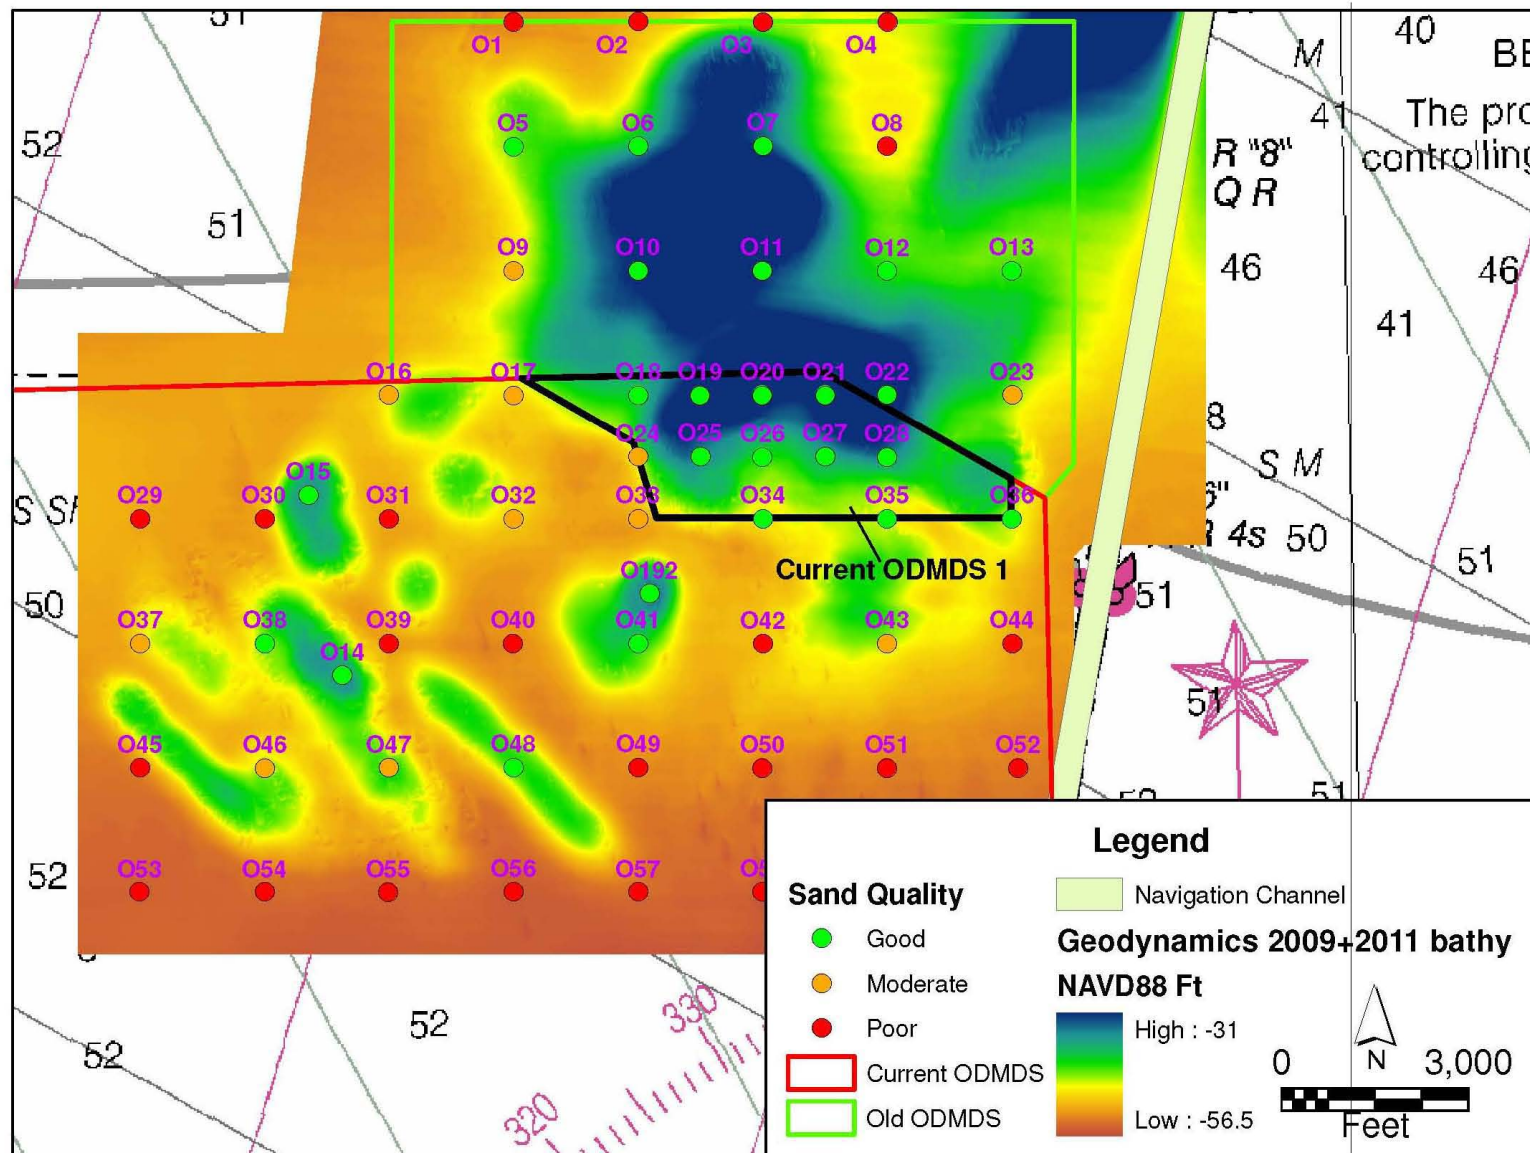 51
40
M
BE
O1
O2
O3
O4
41
The pro
52
O5
O6
O7
O8
R "8"
controlling
Q R
51
O9
O10
O11
O12
O13
46
46
41
O16
O17
O18
O19
O20
O21
O22
O23
8
O24
O25
O26
O27
O28
S M
O15
O29
O30
O31
O32
O33
O34
O35
O36
6"
R 4s
50
51
Current ODMDS 1
O192
51
50
O37
O38
O39
O40
O41
O42
O43
O44
O14
51
O45
O46
O47
O48
O49
O50
O51
O52
51
52
O53
O54
O55
O56
O57
52
52
330
320
Legend
Sand Quality
Good
Moderate
Poor
Current ODMDS
Old ODMDS
Navigation Channel
Geodynamics 2009+2011 bathy
NAVD88 Ft
High : -31
Low : -56.5
N
0
3,000
Feet